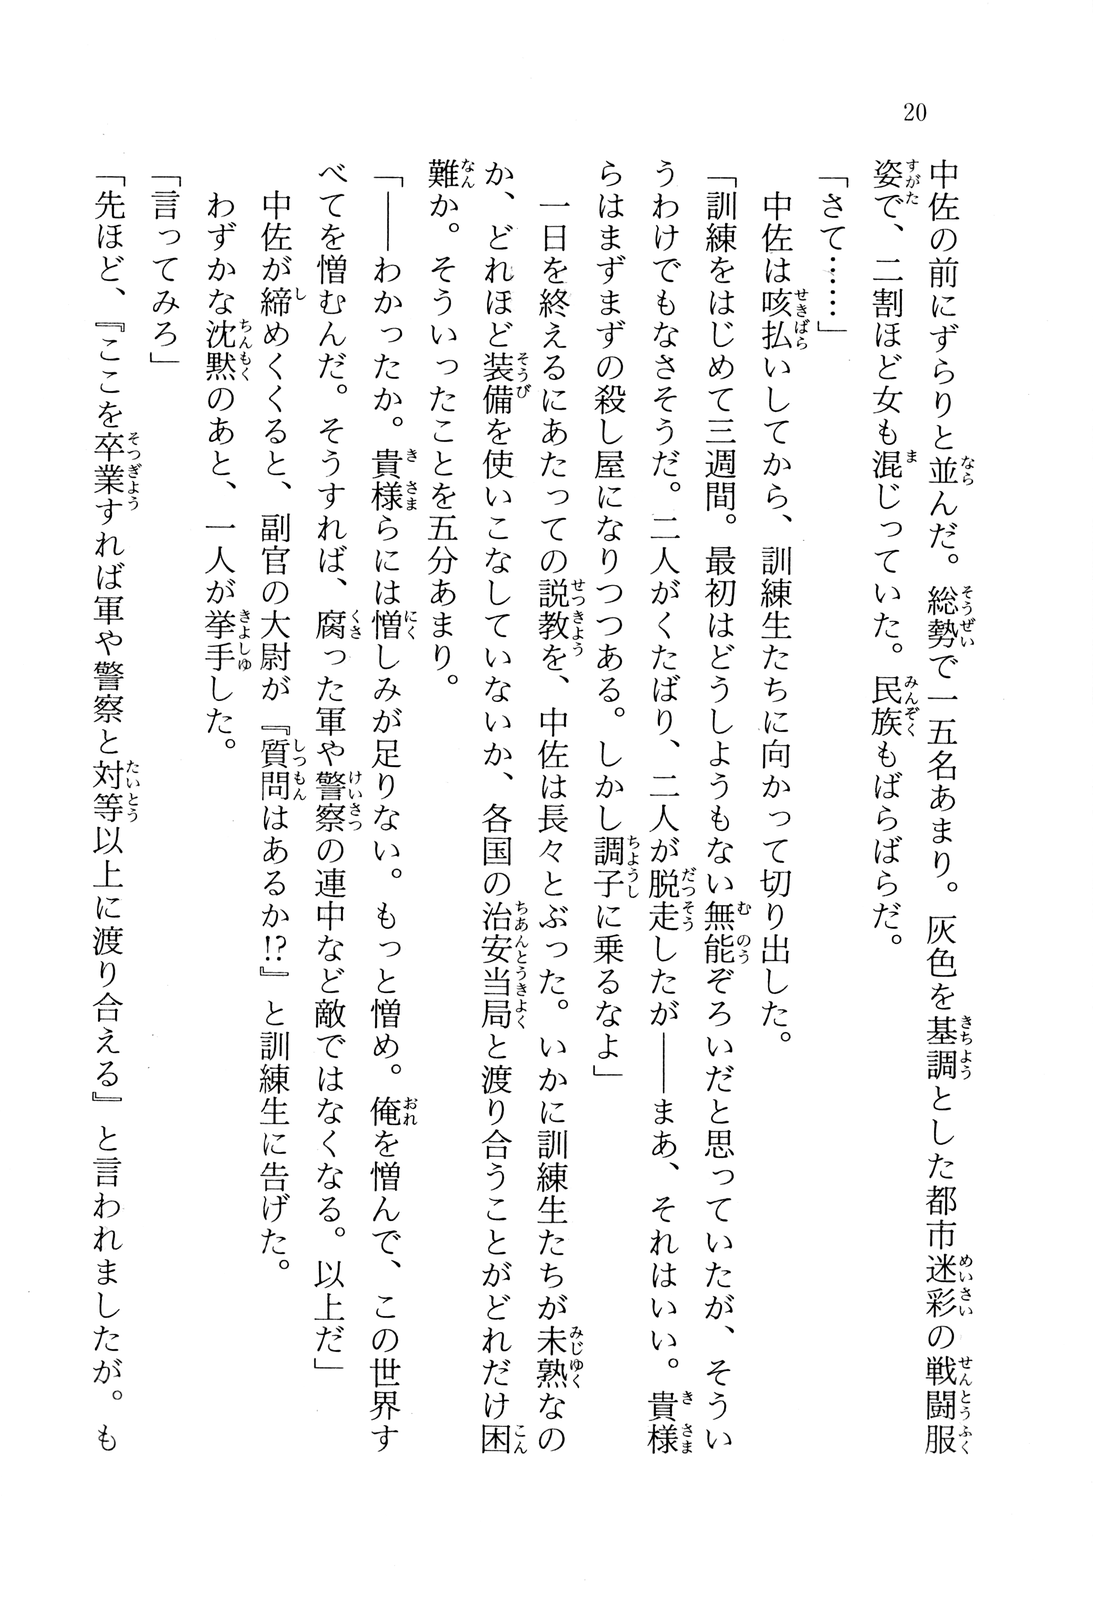 20
中佐の前にずらりと並んだ。総勢で一五名あまり。灰色を基調とした都市迷彩の戦闘服
姿で、二割ほど女も混じっていた。民族もばらばらだ。
「さて……」
　中佐は咳払いしてから、訓練生たちに向かって切り出した。
「訓練をはじめて三週間。最初はどうしようもない無能ぞろいだと思っていたが、そうい
うわけでもなさそうだ。二人がくたばり、二人が脱走したが――まあ、それはいい。貴様
らはまずまずの殺し屋になりつつある。しかし調子に乗るなよ」
　一日を終えるにあたっての説教を、中佐は長々とぶった。いかに訓練生たちが未熟なの
か、どれほど装備を使いこなしていないか、各国の治安当局と渡り合うことがどれだけ困
難か。そういったことを五分あまり。
「――わかったか。貴様らには憎しみが足りない。もっと憎め。俺を憎んで、この世界す
べてを憎むんだ。そうすれば、腐った軍や警察の連中など敵ではなくなる。以上だ」
　中佐が締めくくると、副官の大尉が『質問はあるか!?』と訓練生に告げた。
　わずかな沈黙のあと、一人が挙手した。
「言ってみろ」
「先ほど、『ここを卒業すれば軍や警察と対等以上に渡り合える』と言われましたが。も